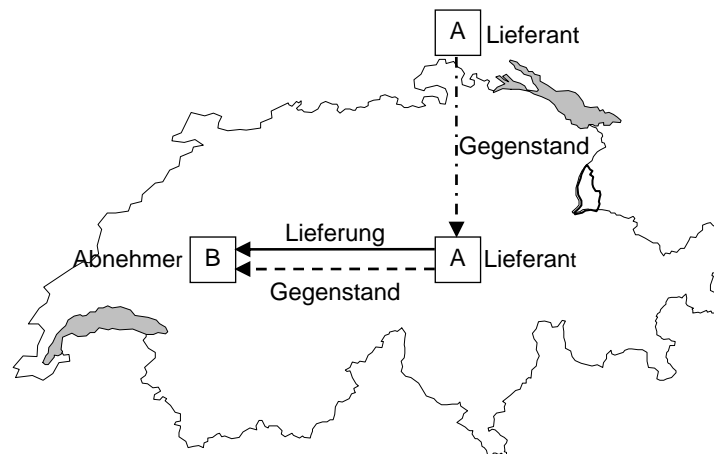 A Lieferant
Gegenstand
Lieferung
Abnehmer B A Lieferant
Gegenstand